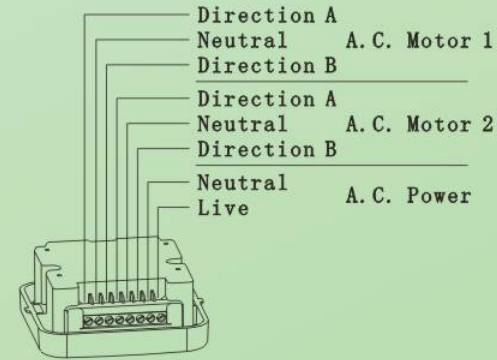 Direction A
Neutral A.C. Motor 1
Direction B
Direction A
Neutral A.C. Motor 2
Direction B
Neutral
A.C. Power
Live